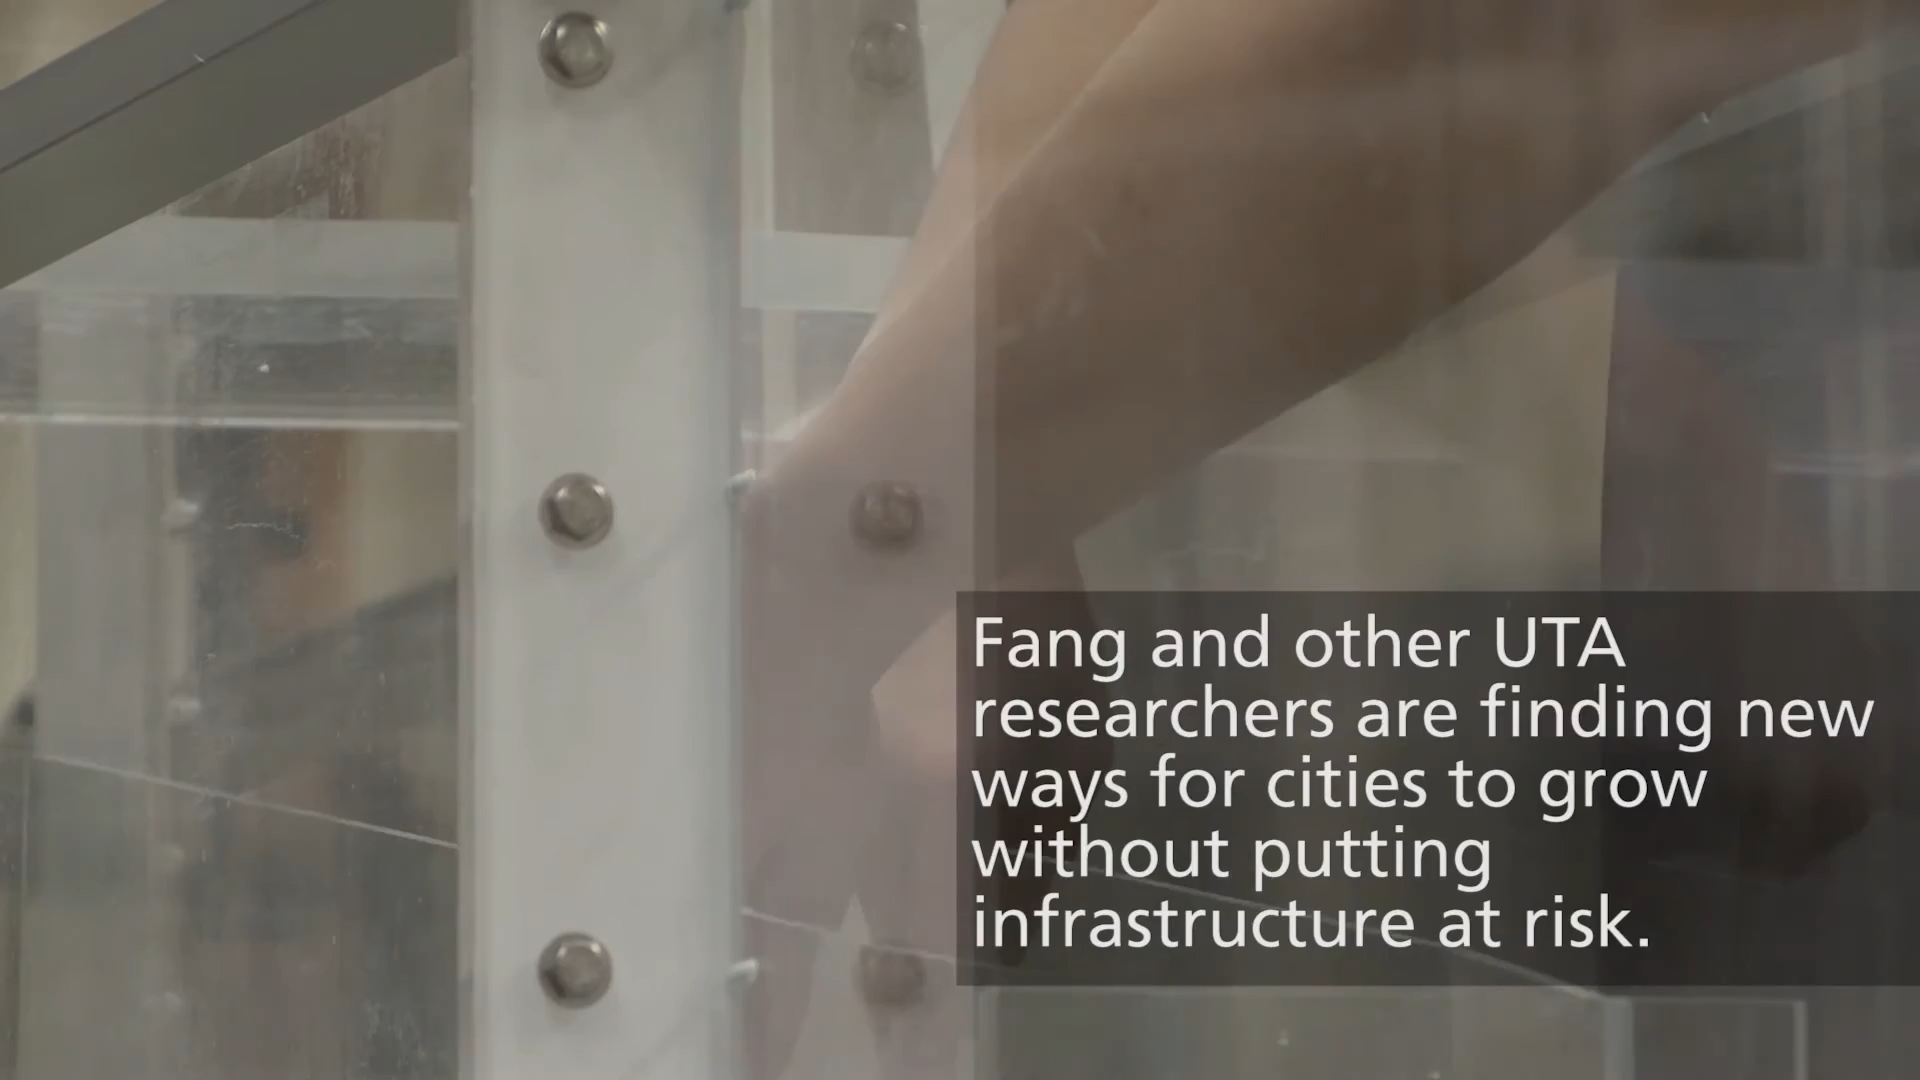 Fang and other UTA
researchers are finding new
ways for cities to grow
without putting
infrastructure at risk.